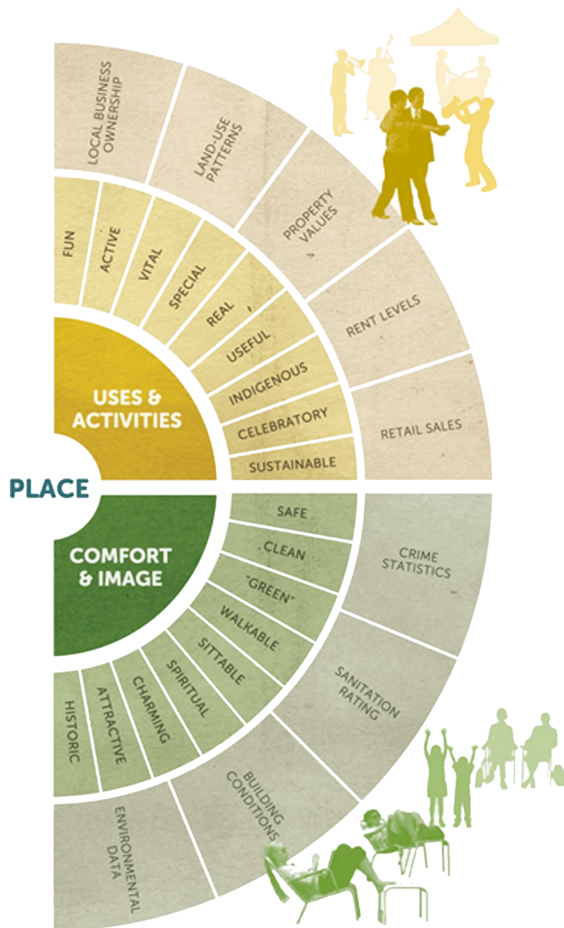 LOCAL BUSINESS
OWNERSHIP
LAND-USE
PATTERNS
PROPERTY
VALUES
RENT LEVELS
RETAIL SALES
FUN
ACTIVE
VITAL
SPECIAL
REAL
USEFUL
INDIGENOUS
CELEBRATORY
SUSTAINABLE
USES &
ACTIVITIES
PLACE
COMFORT
& IMAGE
SAFE
CLEAN
"GREEN"
WALKABLE
SITTABLE
SPIRITUAL
CHARMING
ATTRACTIVE
HISTORIC
CRIME
STATISTICS
SANITATION
RATING
BUILDING
CONDITIONS
ENVIRONMENTAL
DATA